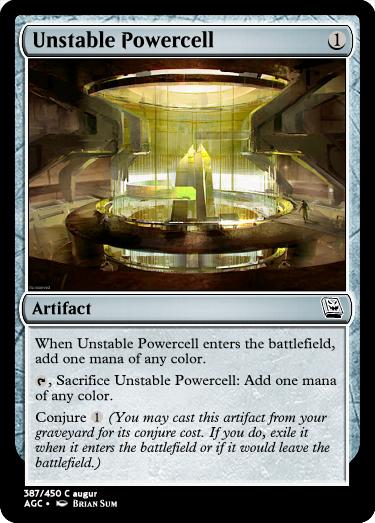 Unstable Powercell 1
Artifact
When Unstable Powercell enters the battlefield,
add one mana of any color.
, Sacrifice Unstable Powercell: Add one mana
of any color.
Conjure 1 (You may cast this artifact from your
graveyard for its conjure cost. If you do, exile it
when it enters the battlefield or if it would leave the
battlefield.)
387/450 C augur
AGC • Brian Sum